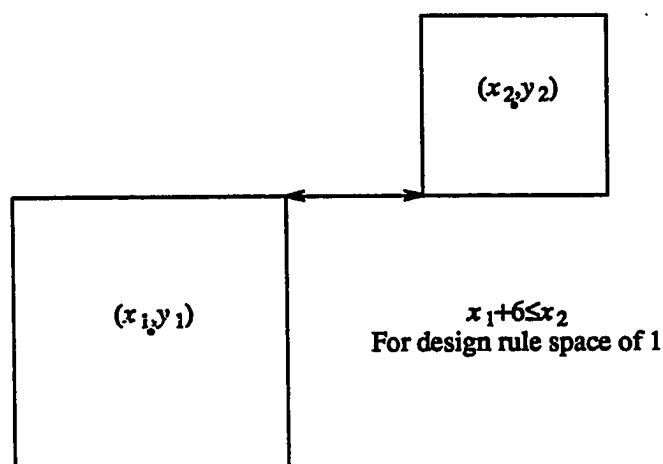 (x₂,y₂)
(x₁,y₁)
x₁+6≤x₂
For design rule space of 1